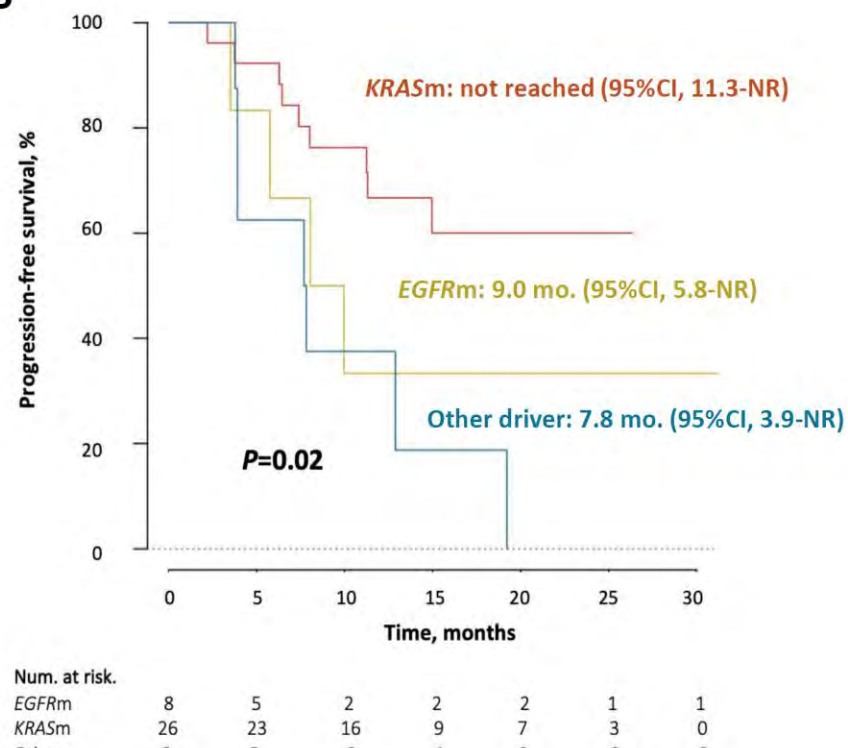 100
80
60
40
20
0
Progression-free survival, %
KRASm: not reached (95%CI, 11.3-NR)
EGFRm: 9.0 mo. (95%CI, 5.8-NR)
Other driver: 7.8 mo. (95%CI, 3.9-NR)
P=0.02
0 5 10 15 20 25 30
Time, months
Num. at risk.
EGFRm 8 5 2 2 2 1 1
KRASm 26 23 16 9 7 3 0